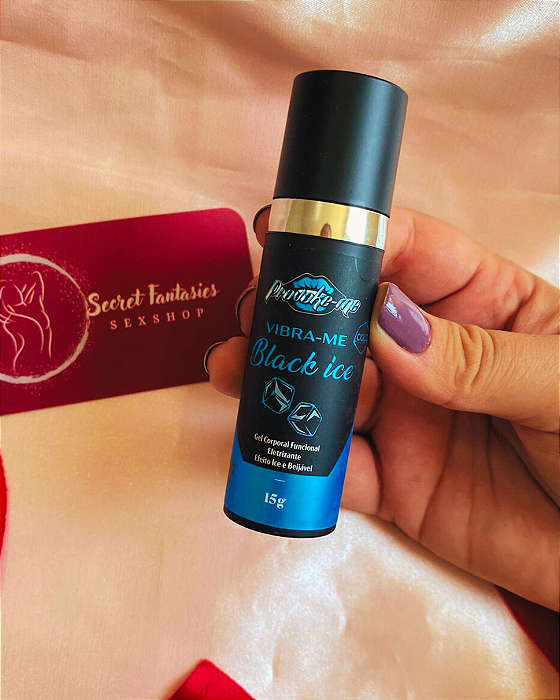 Secret Fantasies
SEXSHOP
Provoke-me
VIBRA-ME
Black ice
Gel Corporal Funcional
Eletrizante
Efeito Ice e Beijável
15g